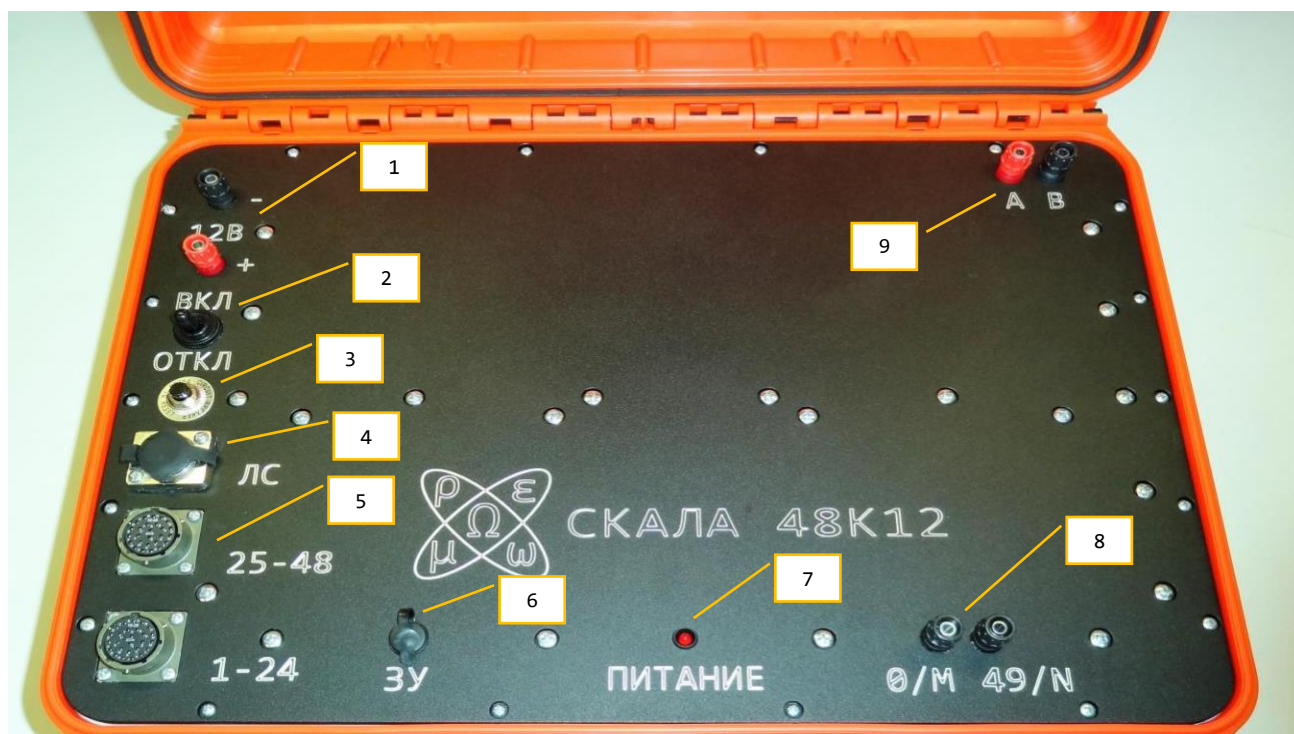 1
-
12В
9
А В
+
2
ВКЛ
ОТКЛ
3
4
ЛС
5
ρ ε
Ω
μ ω
СКАЛА 48К12
8
25-48
7
6
1-24
ЗУ
ПИТАНИЕ
0/М 49/N